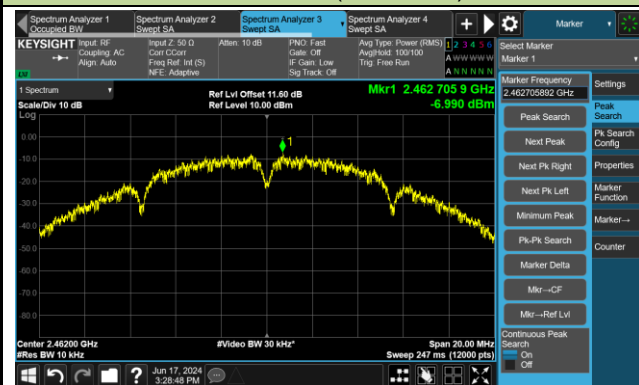 Spectrum Analyzer 1
Occupied BW
Spectrum Analyzer 2
Swept SA
Spectrum Analyzer 3
Swept SA
Spectrum Analyzer 4
Swept SA
Marker
KEYSIGHT
Input: RF
Coupling: AC
Align: Auto
Input Z: 50 Ω
Corr CCorr
Freq Ref: Int (S)
NFE: Adaptive
Atten: 10 dB
PNO: Fast
Gate: Off
IF Gain: Low
Sig Track: Off
Avg Type: Power (RMS)
Avg|Hold: 100/100
Trig: Free Run
1 2 3 4 5 6
A W W W W W
A N N N N N
Select Marker
Marker 1
LXI
1 Spectrum
Scale/Div 10 dB
Log
Ref Lvl Offset 11.60 dB
Ref Level 10.00 dBm
Mkr1 2.462 705 9 GHz
-6.990 dBm
0.00
-10.0
-20.0
-30.0
-40.0
-50.0
-60.0
-70.0
-80.0
1
Center 2.46200 GHz
#Res BW 10 kHz
#Video BW 30 kHz*
Span 20.00 MHz
Sweep 247 ms (12000 pts)
Marker Frequency
2.462705892 GHz
Peak Search
Next Peak
Next Pk Right
Next Pk Left
Minimum Peak
Pk-Pk Search
Marker Delta
Mkr→CF
Mkr→Ref Lvl
Continuous Peak
Search
On
Off
Settings
Peak
Search
Pk Search
Config
Properties
Marker
Function
Marker→
Counter
Jun 17, 2024
3:28:48 PM